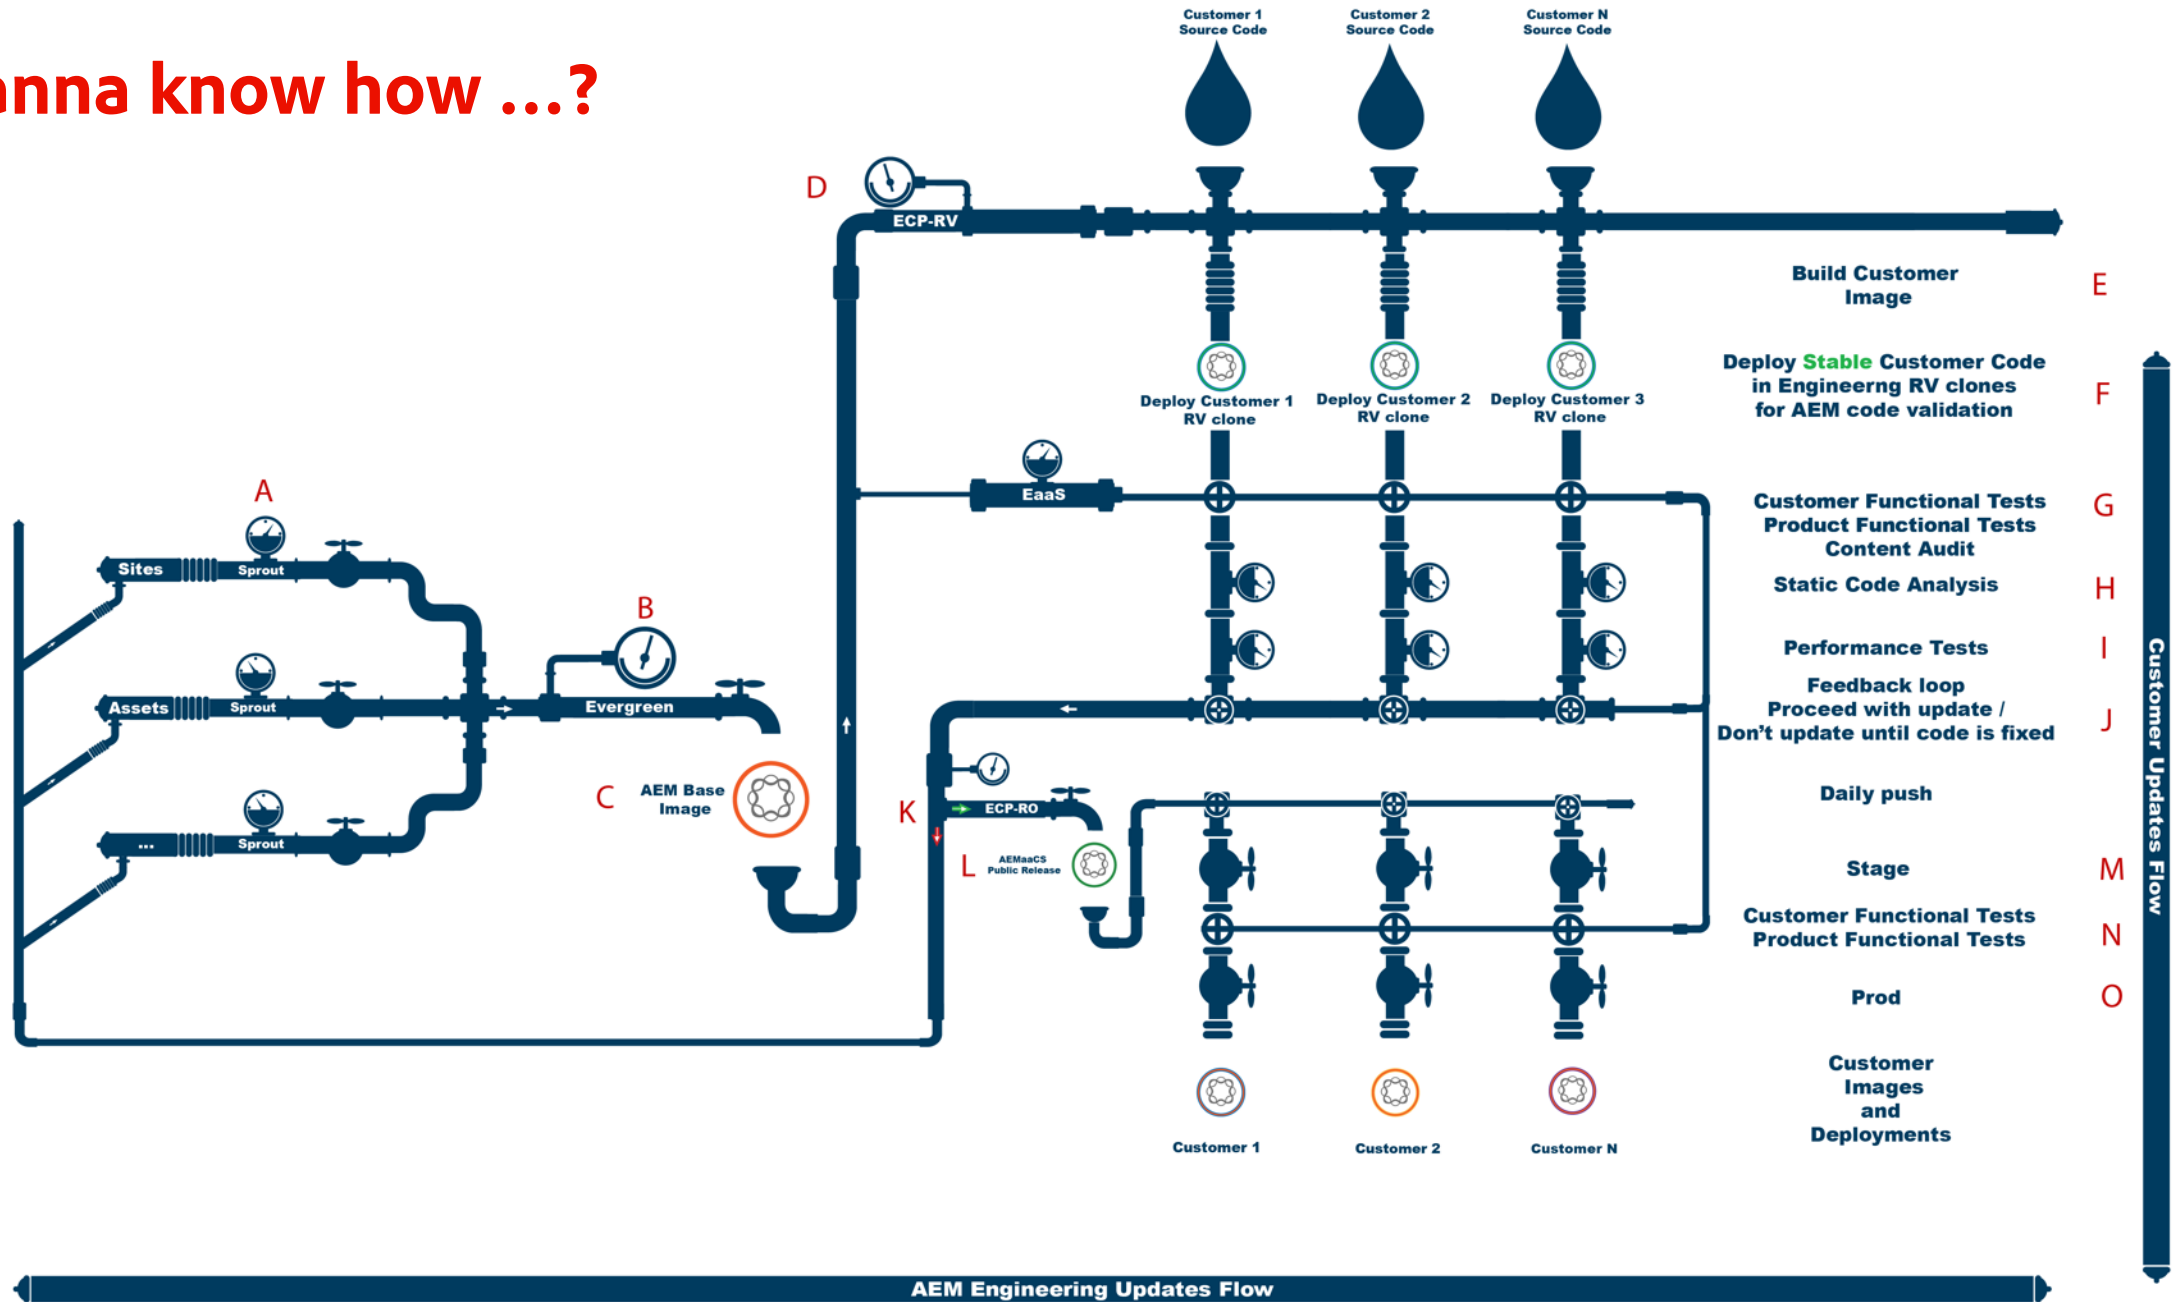 anna know how ...?
Customer 1
Source Code
Customer 2
Source Code
Customer N
Source Code
D
ECP-RV
Build Customer
Image
E
Deploy Stable Customer Code
in Engineerng RV clones
for AEM code validation
F
Deploy Customer 1
RV clone
Deploy Customer 2
RV clone
Deploy Customer 3
RV clone
A
EaaS
Customer Functional Tests
Product Functional Tests
Content Audit
G
Sites
Sprout
Static Code Analysis
H
B
Performance Tests
I
Assets
Sprout
Evergreen
Feedback loop
Proceed with update /
Don't update until code is fixed
J
C
AEM Base
Image
K
ECP-RO
Daily push
...
Sprout
L
AEMaaCS
Public Release
Stage
M
Customer Functional Tests
Product Functional Tests
N
Prod
O
Customer
Images
and
Deployments
Customer 1
Customer 2
Customer N
Customer Updates Flow
AEM Engineering Updates Flow